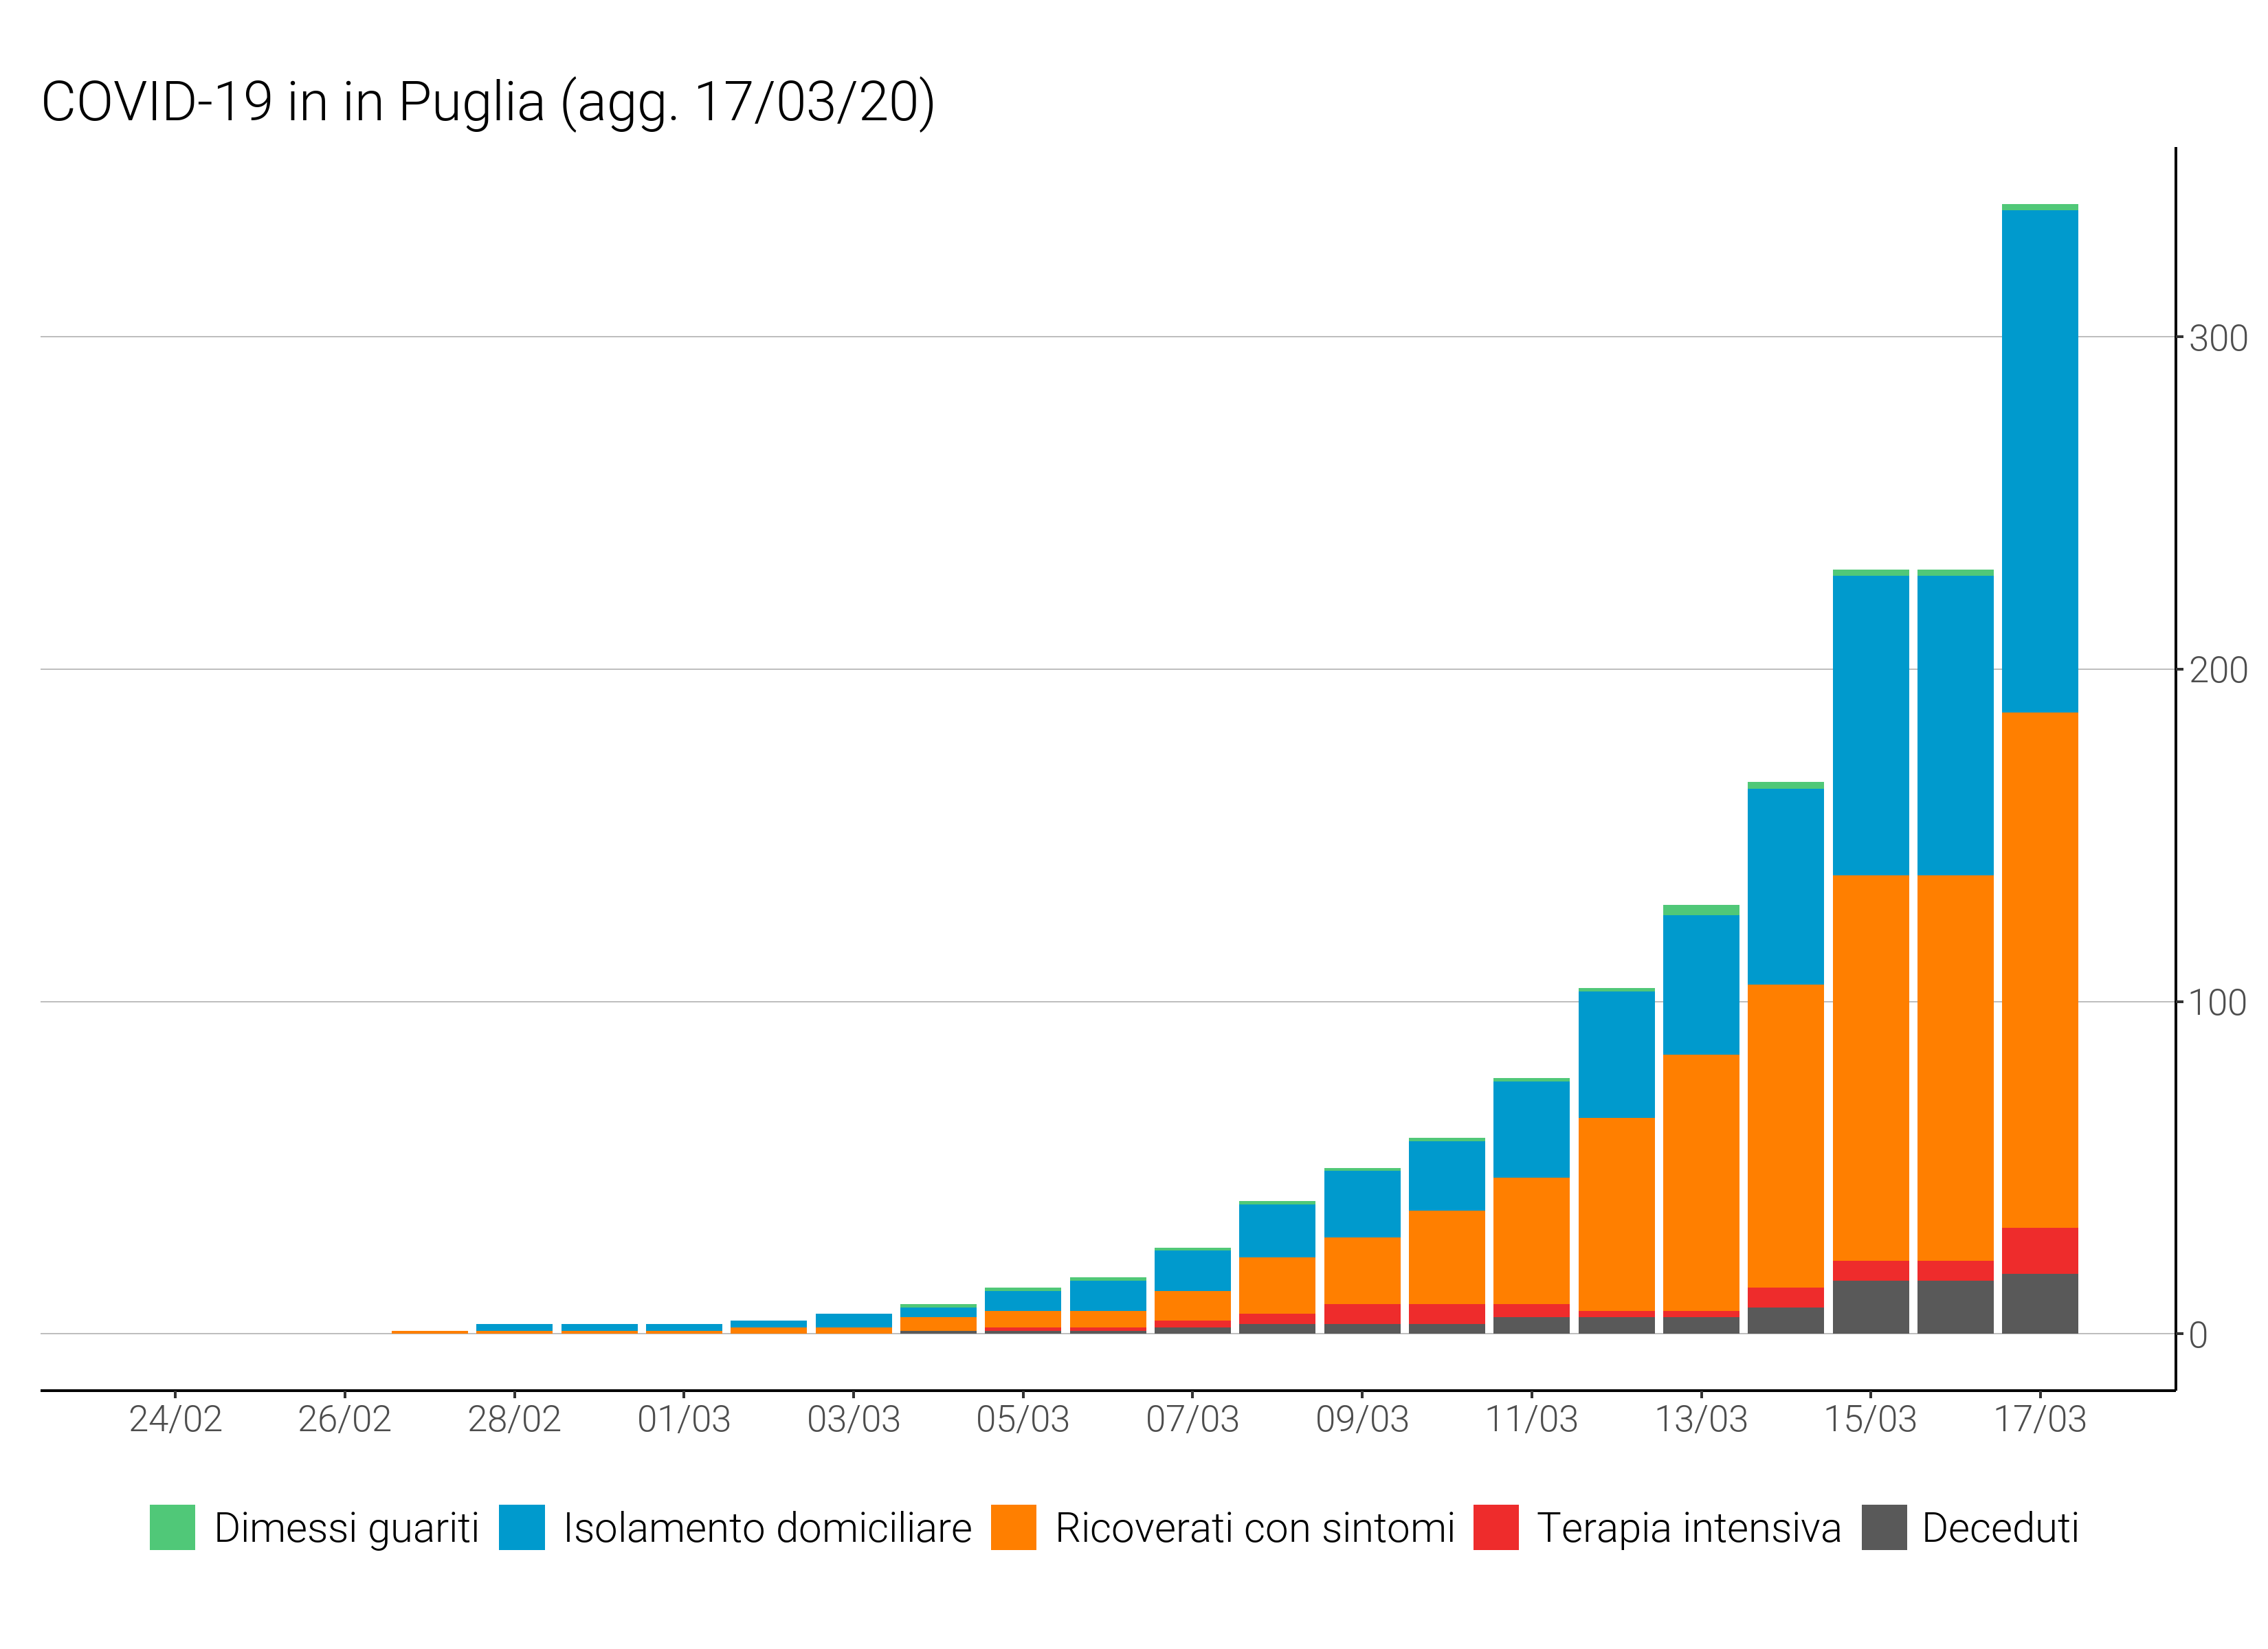 COVID-19 in in Puglia (agg. 17/03/20)
300
200
100
0
24/02 26/02 28/02 01/03 03/03 05/03 07/03 09/03 11/03 13/03 15/03 17/03
Dimessi guariti Isolamento domiciliare Ricoverati con sintomi Terapia intensiva Deceduti